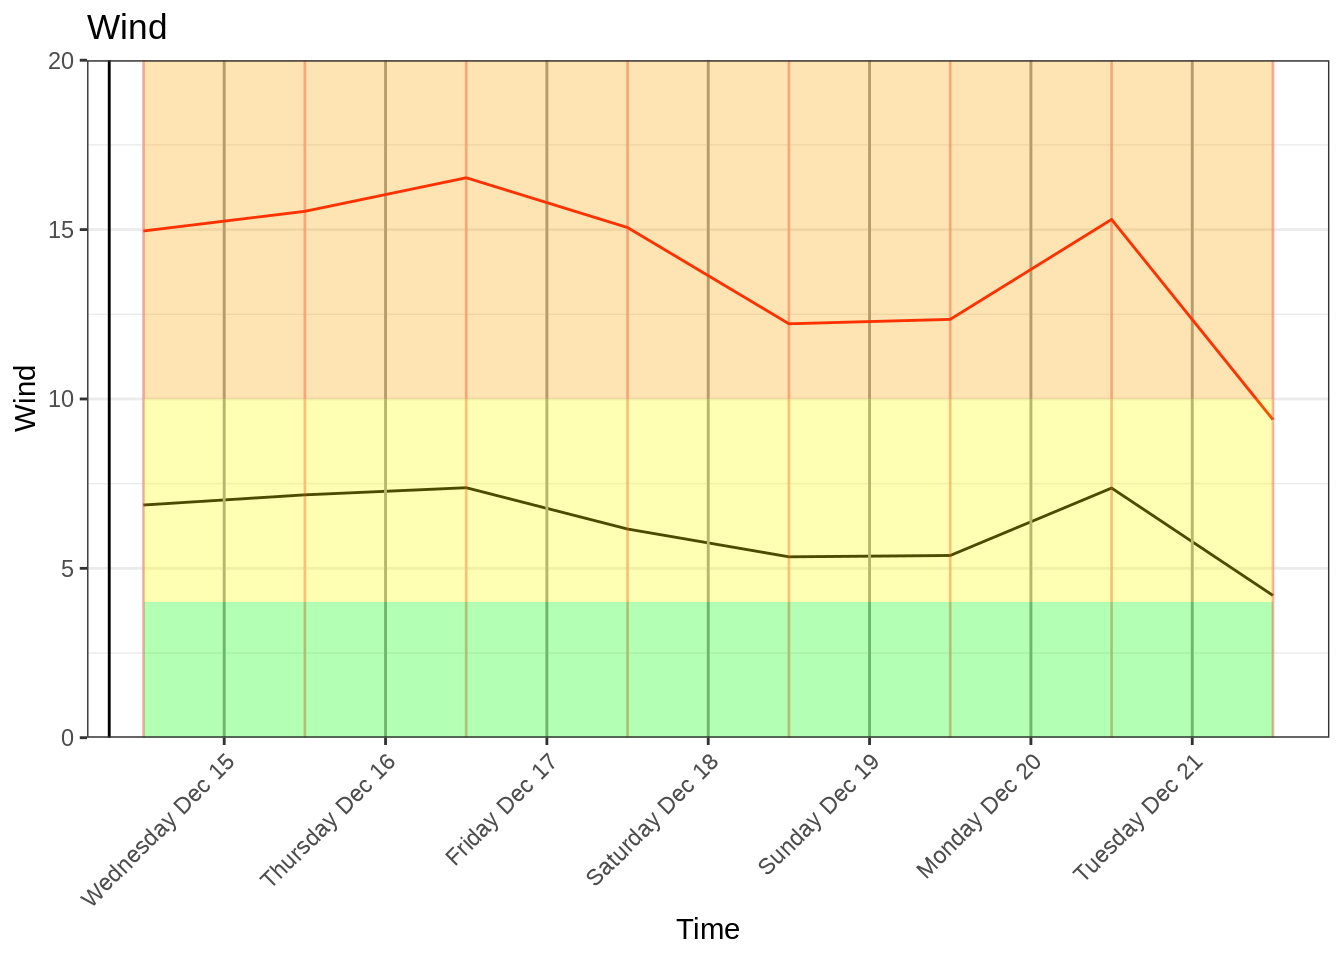 Wind
20
15
10
5
0
Wind
Wednesday Dec 15
Thursday Dec 16
Friday Dec 17
Saturday Dec 18
Sunday Dec 19
Monday Dec 20
Tuesday Dec 21
Time